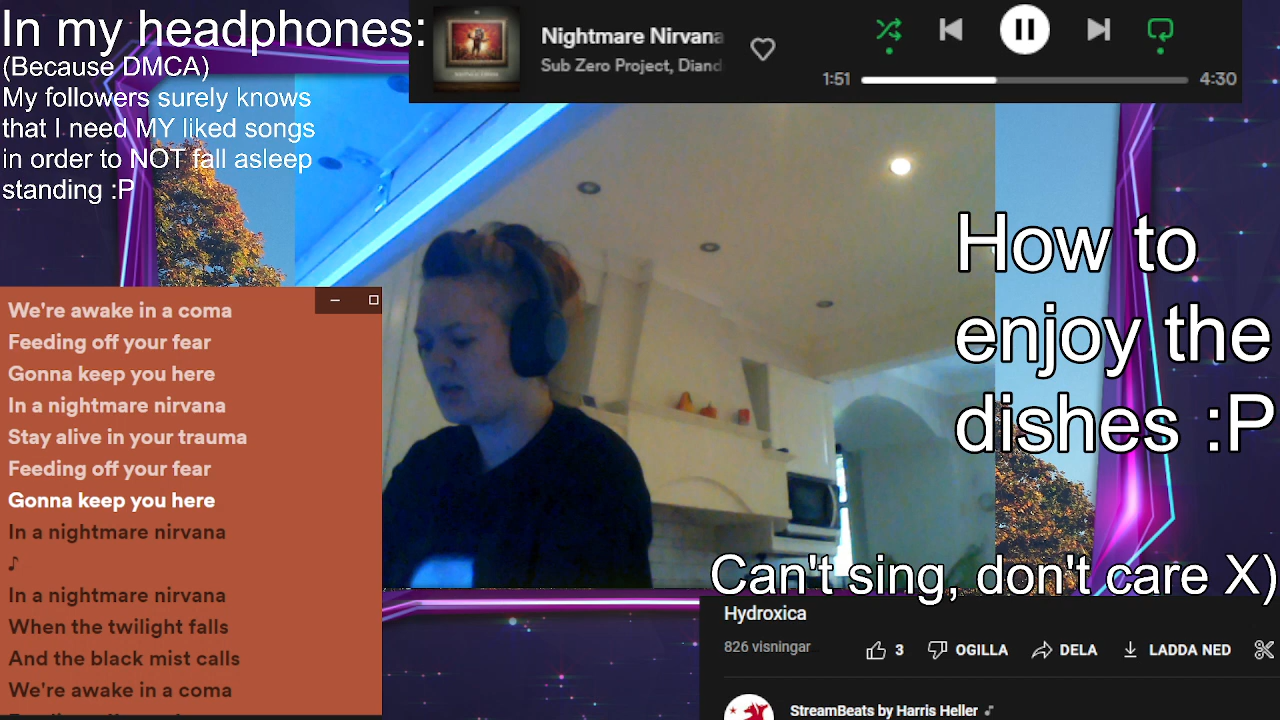 In my headphones:
(Because DMCA)
My followers surely knows
that I need MY liked songs
in order to NOT fall asleep
standing :P
Nightmare Nirvana
Sub Zero Project, Diand
1:51
4:30
How to
enjoy the
dishes :P
We're awake in a coma
Feeding off your fear
Gonna keep you here
In a nightmare nirvana
Stay alive in your trauma
Feeding off your fear
Gonna keep you here
In a nightmare nirvana
♪
In a nightmare nirvana
When the twilight falls
And the black mist calls
We're awake in a coma
Can't sing, don't care X)
Hydroxica
826 visningar
3 OGILLA DELA LADDA NED
StreamBeats by Harris Heller